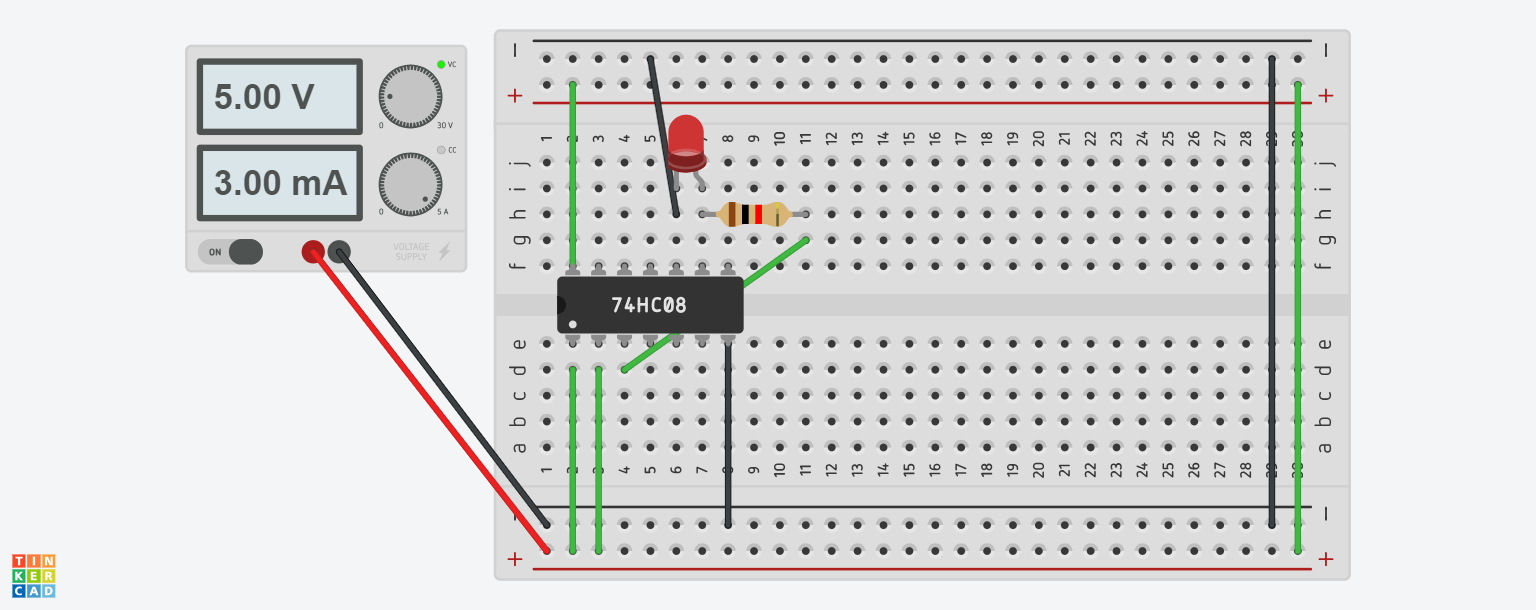 5.00 V
VC
0 30 V
3.00 mA
CC
0 5 A
ON
VOLTAGE
SUPPLY
− −
+ +
1 2 3 4 5 7 8 9 10 11 12 13 14 15 16 17 18 19 20 21 22 23 24 25 26 27 28 29 30
j j
i i
h h
g g
f f
74HC08
e e
d d
c c
b b
a a
1 2 3 4 5 6 7 8 9 10 11 12 13 14 15 16 17 18 19 20 21 22 23 24 25 26 27 28 29 30
− −
+ +
TIN
KER
CAD